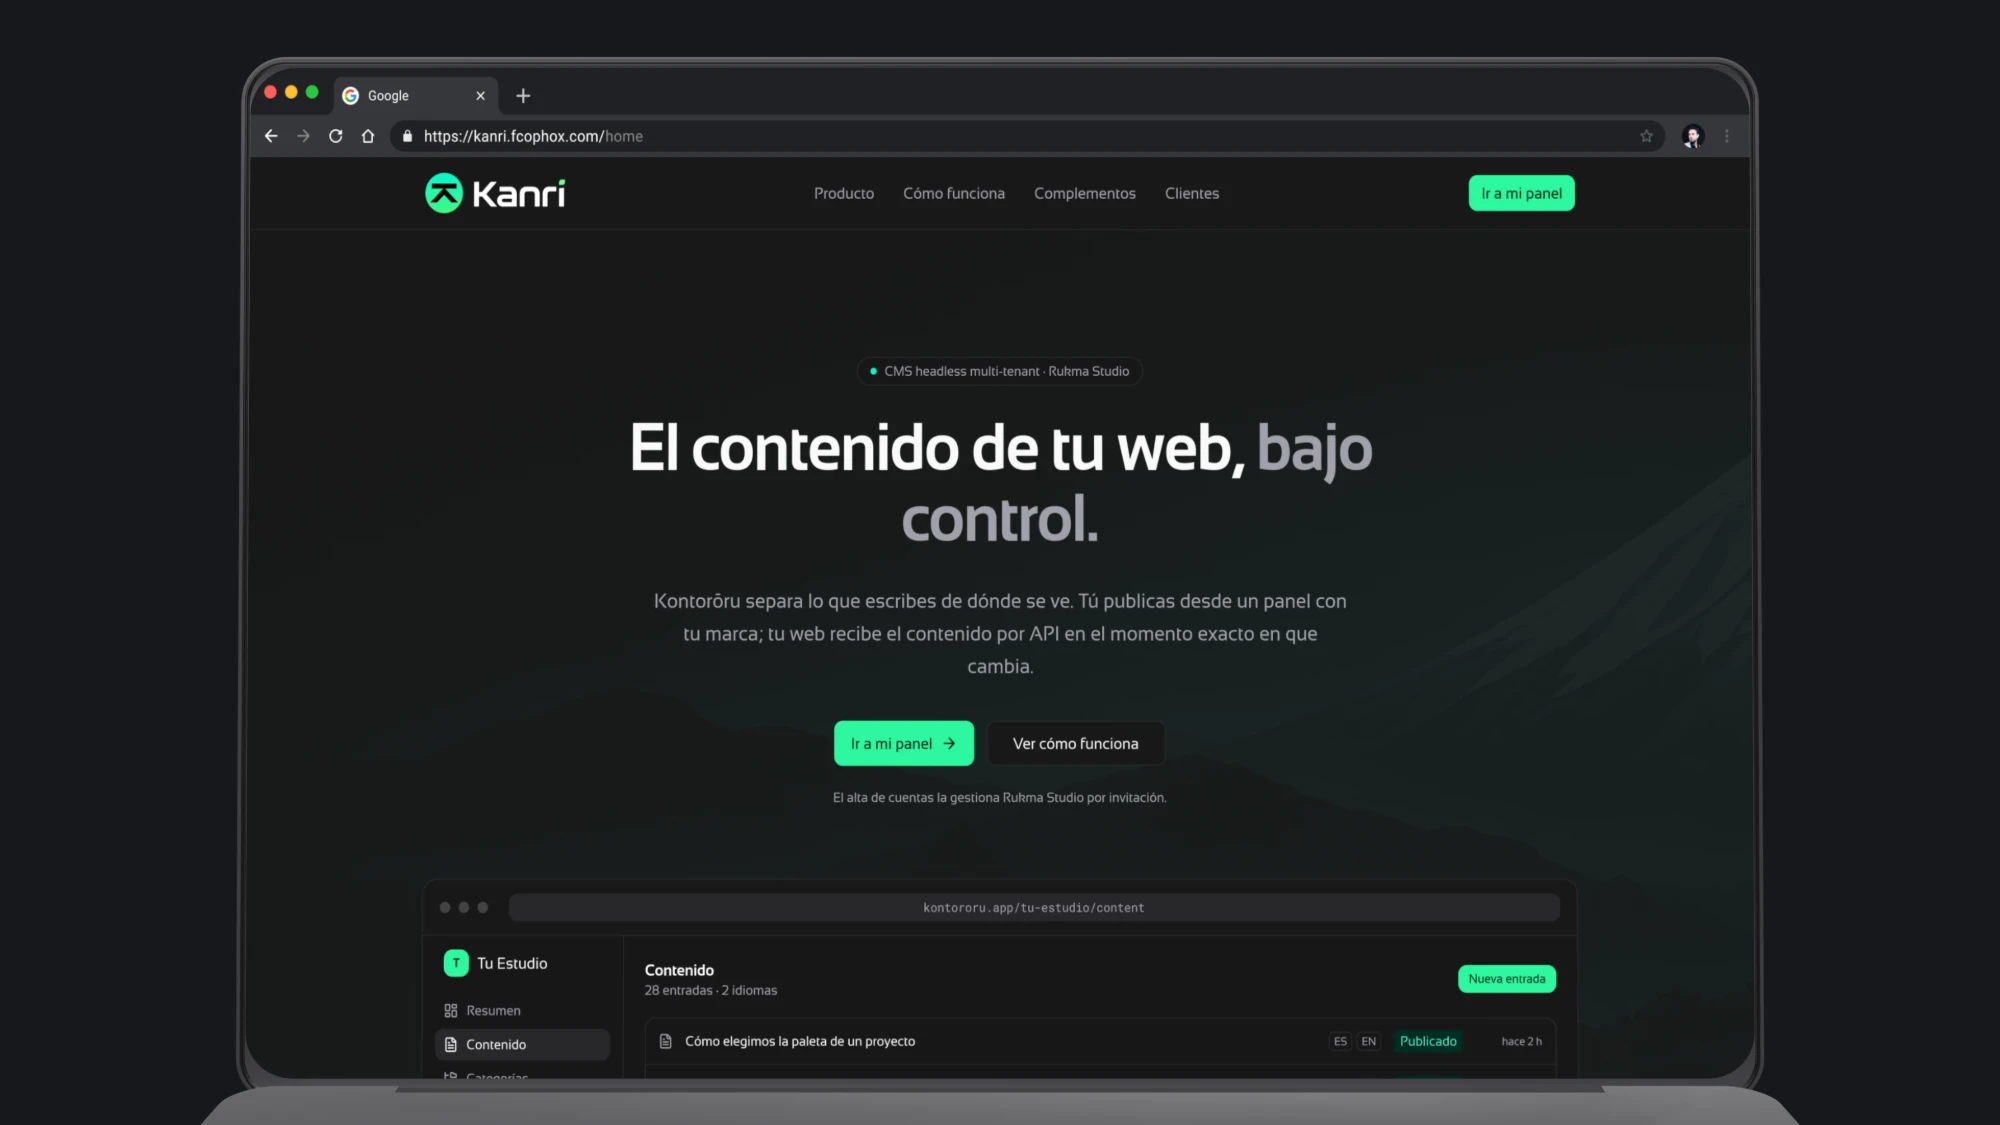 Google
https://kanri.fcophox.com/home
Kanri
Producto
Cómo funciona
Complementos
Clientes
Ir a mi panel
CMS headless multi-tenant · Rukma Studio
El contenido de tu web, bajo
control.
Kontorōru separa lo que escribes de dónde se ve. Tú publicas desde un panel con
tu marca; tu web recibe el contenido por API en el momento exacto en que
cambia.
Ir a mi panel
Ver cómo funciona
El alta de cuentas la gestiona Rukma Studio por invitación.
kontororu.app/tu-estudio/content
T Tu Estudio
Contenido
28 entradas · 2 idiomas
Nueva entrada
Resumen
Contenido
Categorías
Cómo elegimos la paleta de un proyecto
ES EN Publicado hace 2 h